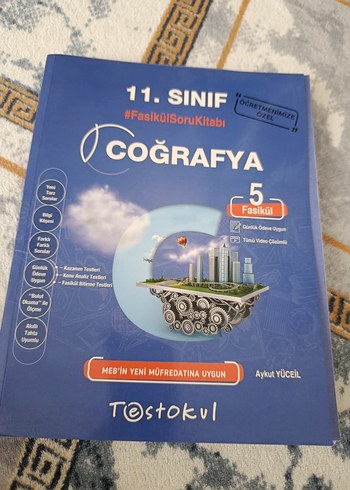 11. SINIF
#FasikülSoruKitabı
"ÖĞRETMENİMİZE
ÖZEL"
COĞRAFYA
5
Fasikül
Günlük Ödeve Uygun
Tümü Video Çözümlü
Yeni
Tarz
Sorular
Bilgi
Köşesi
Farklı
Farklı
Sorular
Günlük
Ödeve
Uygun
Kazanım Testleri
Konu Analiz Testleri
Fasikül Bitirme Testleri
"Bulut
Okuma" ile
Ölçme
Akıllı
Tahta
Uyumlu
MEB'İN YENİ MÜFREDATINA UYGUN
Aykut YÜCEİL
Testokul